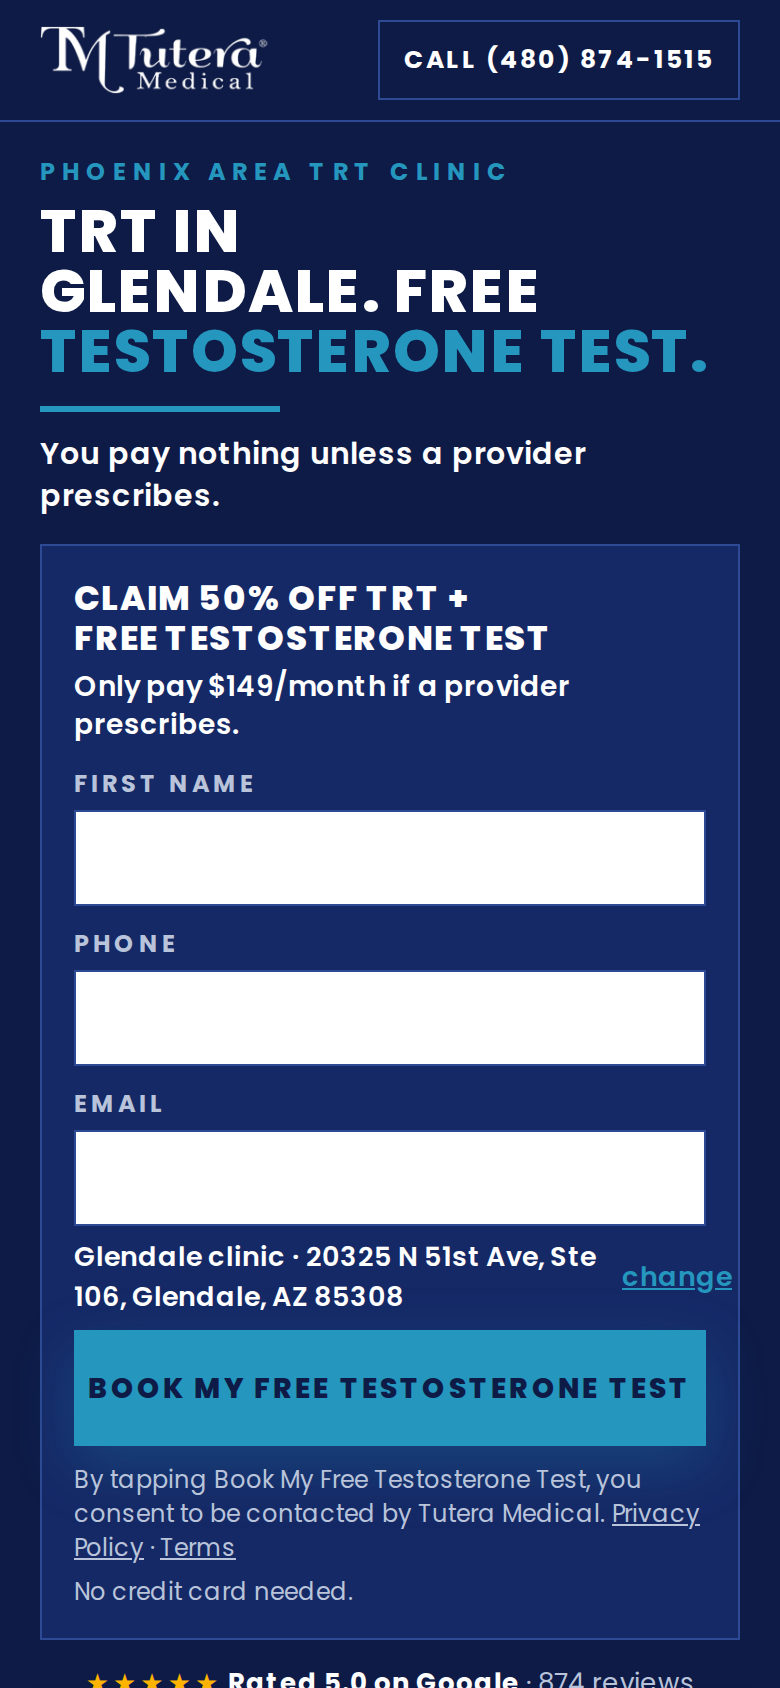 TM Tutera®
Medical
CALL (480) 874-1515
PHOENIX AREA TRT CLINIC
TRT IN
GLENDALE. FREE
TESTOSTERONE TEST.
You pay nothing unless a provider
prescribes.
CLAIM 50% OFF TRT +
FREE TESTOSTERONE TEST
Only pay $149/month if a provider
prescribes.
FIRST NAME
PHONE
EMAIL
Glendale clinic · 20325 N 51st Ave, Ste
106, Glendale, AZ 85308
change
BOOK MY FREE TESTOSTERONE TEST
By tapping Book My Free Testosterone Test, you
consent to be contacted by Tutera Medical. Privacy
Policy · Terms
No credit card needed.
★★★★★ Rated 5.0 on Google · 874 reviews